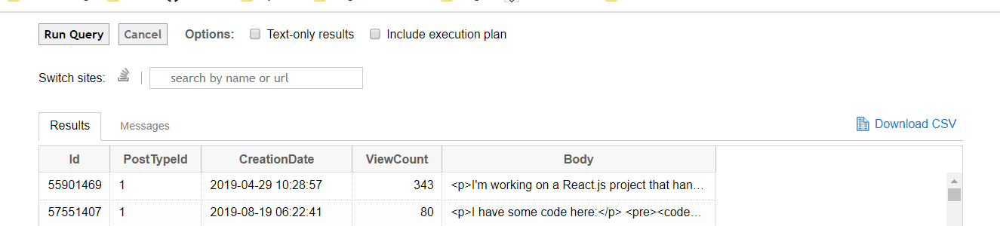 Run Query Cancel Options: Text-only results Include execution plan
Switch sites: | search by name or url
Results Messages Download CSV
Id PostTypeId CreationDate ViewCount Body
55901469 1 2019-04-29 10:28:57 343 <p>I'm working on a React.js project that han...
57551407 1 2019-08-19 06:22:41 80 <p>I have some code here:</p> <pre><code...